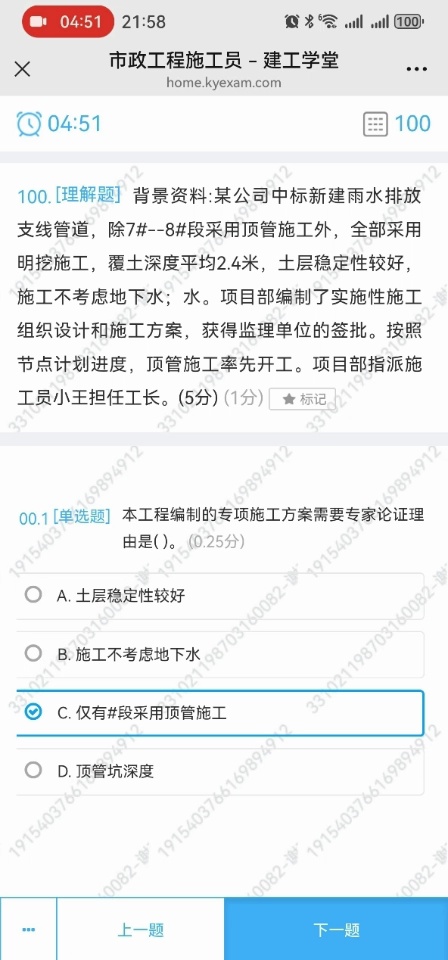 04:51 21:58 6 100
市政工程施工员 - 建工学堂
home.kyexam.com
04:51 100
100. [理解题] 背景资料:某公司中标新建雨水排放
支线管道，除7#--8#段采用顶管施工外，全部采用
明挖施工，覆土深度平均2.4米，土层稳定性较好，
施工不考虑地下水；水。项目部编制了实施性施工
组织设计和施工方案，获得监理单位的签批。按照
节点计划进度，顶管施工率先开工。项目部指派施
工员小王担任工长。(5分) (1分) ★ 标记
00.1 [单选题] 本工程编制的专项施工方案需要专家论证理
由是( )。 (0.25分)
A. 土层稳定性较好
B. 施工不考虑地下水
C. 仅有#段采用顶管施工
D. 顶管坑深度
... 上一题 下一题